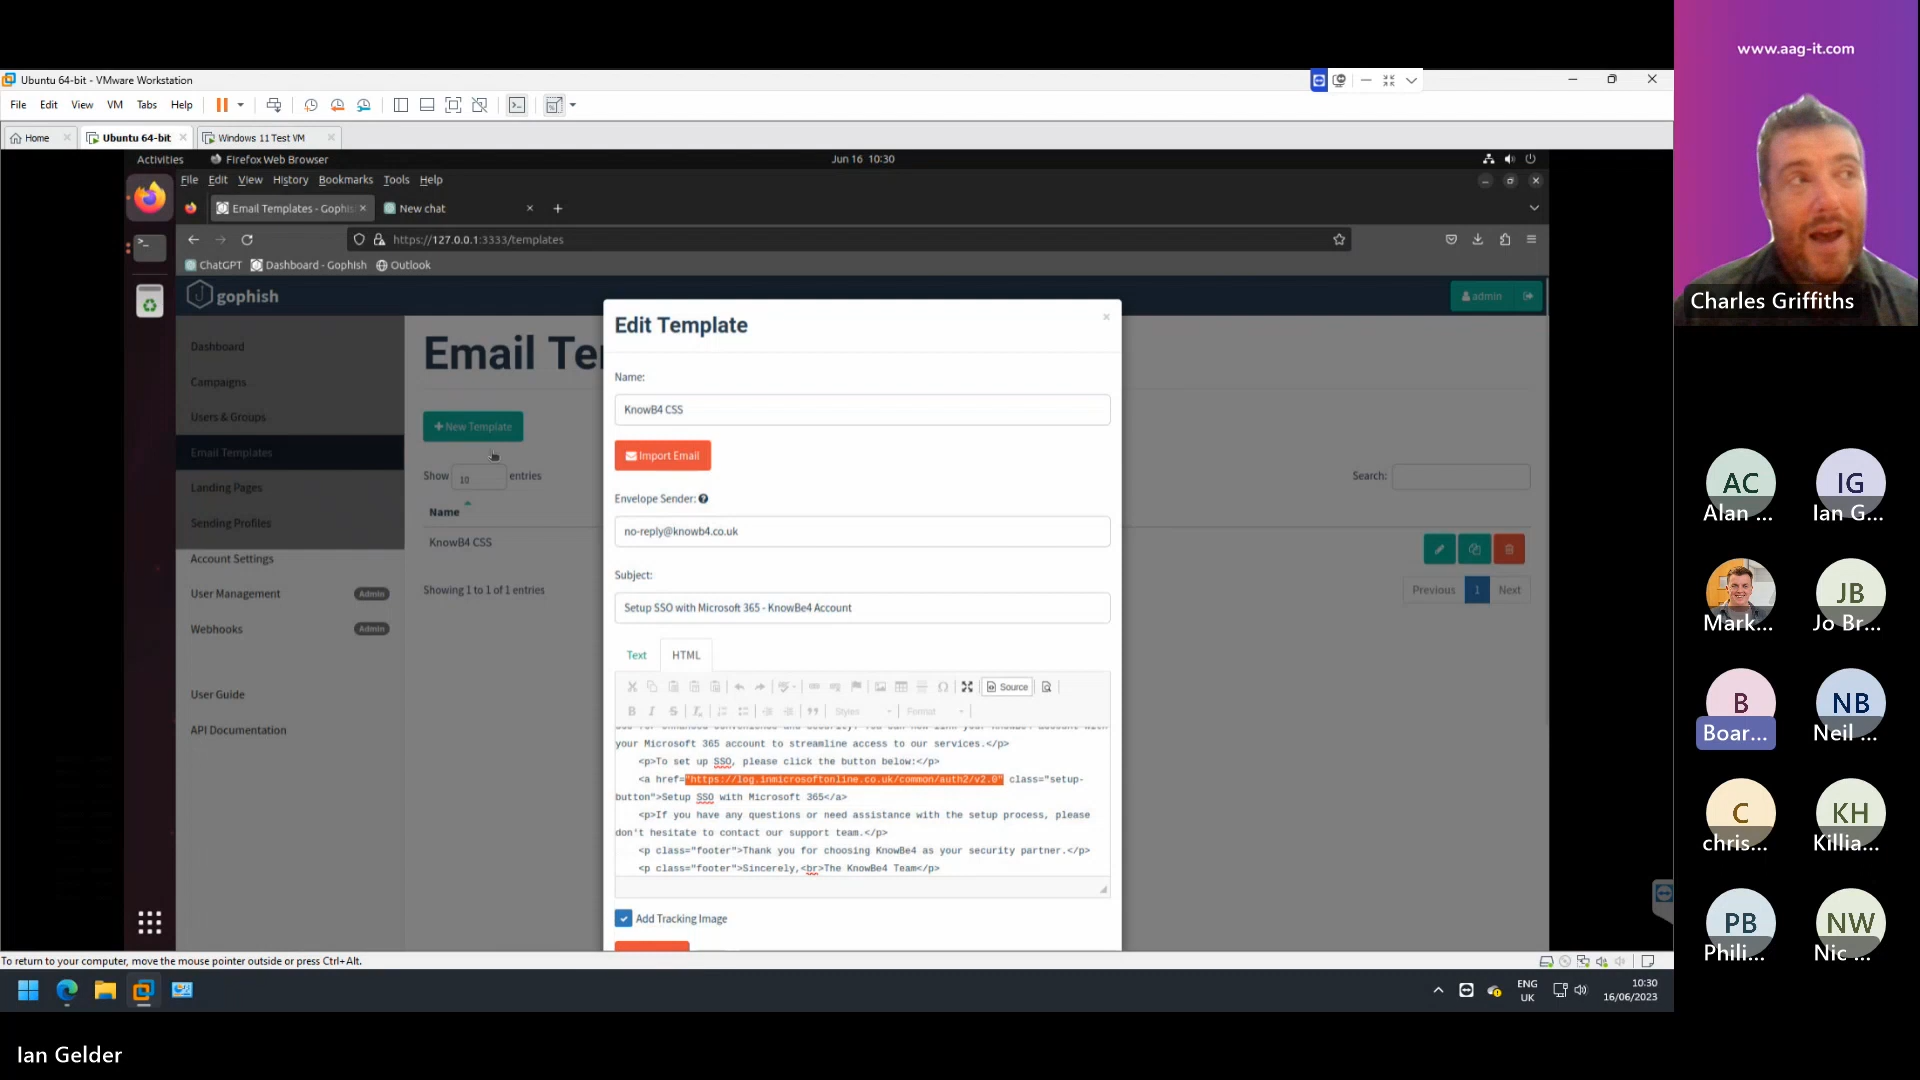 www.aag-it.com
Charles Griffiths
Ubuntu 64-bit - VMware Workstation
File Edit View VM Tabs Help
Home
Ubuntu 64-bit
Windows 11 Test VM
Activities
Firefox Web Browser
Jun 16 10:30
File Edit View History Bookmarks Tools Help
Email Templates - Gophis
New chat
https://127.0.0.1:3333/templates
ChatGPT
Dashboard - Gophish
Outlook
gophish
admin
Dashboard
Campaigns
Users & Groups
Email Templates
Landing Pages
Sending Profiles
Account Settings
User Management Admin
Webhooks Admin
User Guide
API Documentation
Email Te
New Template
Show 10 entries
Search:
Name
KnowB4 CSS
Showing 1 to 1 of 1 entries
Previous 1 Next
Edit Template
Name:
KnowB4 CSS
Import Email
Envelope Sender:
no-reply@knowb4.co.uk
Subject:
Setup SSO with Microsoft 365 - KnowBe4 Account
Text HTML
Source
Styles Format
your Microsoft 365 account to streamline access to our services.</p>
<p>To set up SSO, please click the button below:</p>
<a href="https://log.inmicrosoftonline.co.uk/common/auth2/v2.0" class="setup-
button">Setup SSO with Microsoft 365</a>
<p>If you have any questions or need assistance with the setup process, please
don't hesitate to contact our support team.</p>
<p class="footer">Thank you for choosing KnowBe4 as your security partner.</p>
<p class="footer">Sincerely,<br>The KnowBe4 Team</p>
Add Tracking Image
To return to your computer, move the mouse pointer outside or press Ctrl+Alt.
ENG
UK
10:30
16/06/2023
AC
Alan ...
IG
Ian G...
Mark...
JB
Jo Br...
B
Boar...
NB
Neil ...
C
chris...
KH
Killia...
PB
Phili...
NW
Nic ...
Ian Gelder